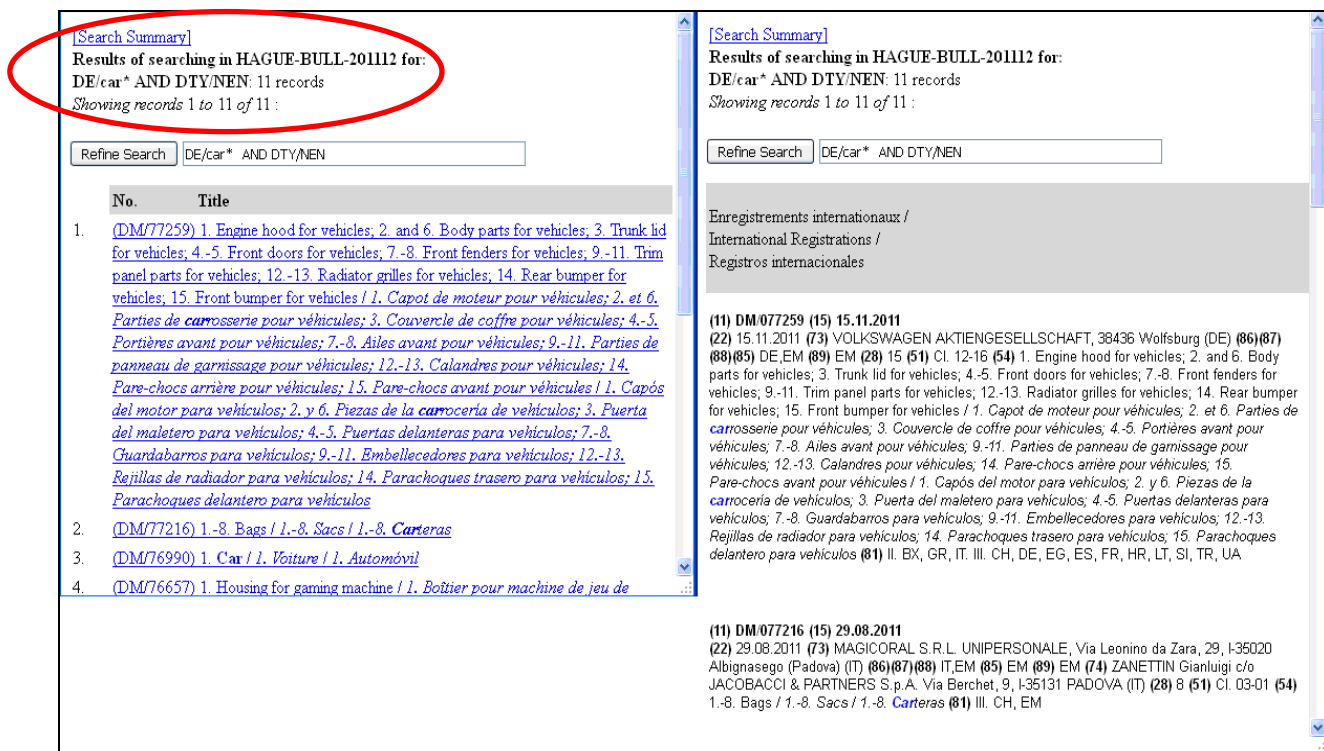 [Search Summary]
Results of searching in HAGUE-BULL-201112 for:
DE/car* AND DTY/NEN: 11 records
Showing records 1 to 11 of 11 :
Refine Search DE/car* AND DTY/NEN
No. Title
1. (DM/77259) 1. Engine hood for vehicles; 2. and 6. Body parts for vehicles; 3. Trunk lid
for vehicles; 4.-5. Front doors for vehicles; 7.-8. Front fenders for vehicles; 9.-11. Trim
panel parts for vehicles; 12.-13. Radiator grilles for vehicles; 14. Rear bumper for
vehicles; 15. Front bumper for vehicles / 1. Capot de moteur pour véhicules; 2. et 6.
Parties de carrosserie pour véhicules; 3. Couvercle de coffre pour véhicules; 4.-5.
Portières avant pour véhicules; 7.-8. Ailes avant pour véhicules; 9.-11. Parties de
panneau de garnissage pour véhicules; 12.-13. Calandres pour véhicules; 14.
Pare-chocs arrière pour véhicules; 15. Pare-chocs avant pour véhicules / 1. Capós
del motor para vehículos; 2. y 6. Piezas de la carrocería de vehículos; 3. Puerta
del maletero para vehículos; 4.-5. Puertas delanteras para vehículos; 7.-8.
Guardabarros para vehículos; 9.-11. Embellecedores para vehículos; 12.-13.
Rejillas de radiador para vehículos; 14. Parachoques trasero para vehículos; 15.
Parachoques delantero para vehículos
2. (DM/77216) 1.-8. Bags / 1.-8. Sacs / 1.-8. Carteras
3. (DM/76990) 1. Car / 1. Voiture / 1. Automóvil
4. (DM/76657) 1. Housing for gaming machine / 1. Boîtier pour machine de jeu de
[Search Summary]
Results of searching in HAGUE-BULL-201112 for:
DE/car* AND DTY/NEN: 11 records
Showing records 1 to 11 of 11 :
Refine Search DE/car* AND DTY/NEN
Enregistrements internationaux /
International Registrations /
Registros internacionales
(11) DM/077259 (15) 15.11.2011
(22) 15.11.2011 (73) VOLKSWAGEN AKTIENGESELLSCHAFT, 38436 Wolfsburg (DE) (86)(87)
(88)(85) DE,EM (89) EM (28) 15 (51) Cl. 12-16 (54) 1. Engine hood for vehicles; 2. and 6. Body
parts for vehicles; 3. Trunk lid for vehicles; 4.-5. Front doors for vehicles; 7.-8. Front fenders for
vehicles; 9.-11. Trim panel parts for vehicles; 12.-13. Radiator grilles for vehicles; 14. Rear bumper
for vehicles; 15. Front bumper for vehicles / 1. Capot de moteur pour véhicules; 2. et 6. Parties de
carrosserie pour véhicules; 3. Couvercle de coffre pour véhicules; 4.-5. Portières avant pour
véhicules; 7.-8. Ailes avant pour véhicules; 9.-11. Parties de panneau de garnissage pour
véhicules; 12.-13. Calandres pour véhicules; 14. Pare-chocs arrière pour véhicules; 15.
Pare-chocs avant pour véhicules / 1. Capós del motor para vehículos; 2. y 6. Piezas de la
carrocería de vehículos; 3. Puerta del maletero para vehículos; 4.-5. Puertas delanteras para
vehículos; 7.-8. Guardabarros para vehículos; 9.-11. Embellecedores para vehículos; 12.-13.
Rejillas de radiador para vehículos; 14. Parachoques trasero para vehículos; 15. Parachoques
delantero para vehículos (81) II. BX, GR, IT. III. CH, DE, EG, ES, FR, HR, LT, SI, TR, UA
(11) DM/077216 (15) 29.08.2011
(22) 29.08.2011 (73) MAGICORAL S.R.L. UNIPERSONALE, Via Leonino da Zara, 29, I-35020
Albignasego (Padova) (IT) (86)(87)(88) IT,EM (85) EM (89) EM (74) ZANETTIN Gianluigi c/o
JACOBACCI & PARTNERS S.p.A. Via Berchet, 9, I-35131 PADOVA (IT) (28) 8 (51) Cl. 03-01 (54)
1.-8. Bags / 1.-8. Sacs / 1.-8. Carteras (81) III. CH, EM